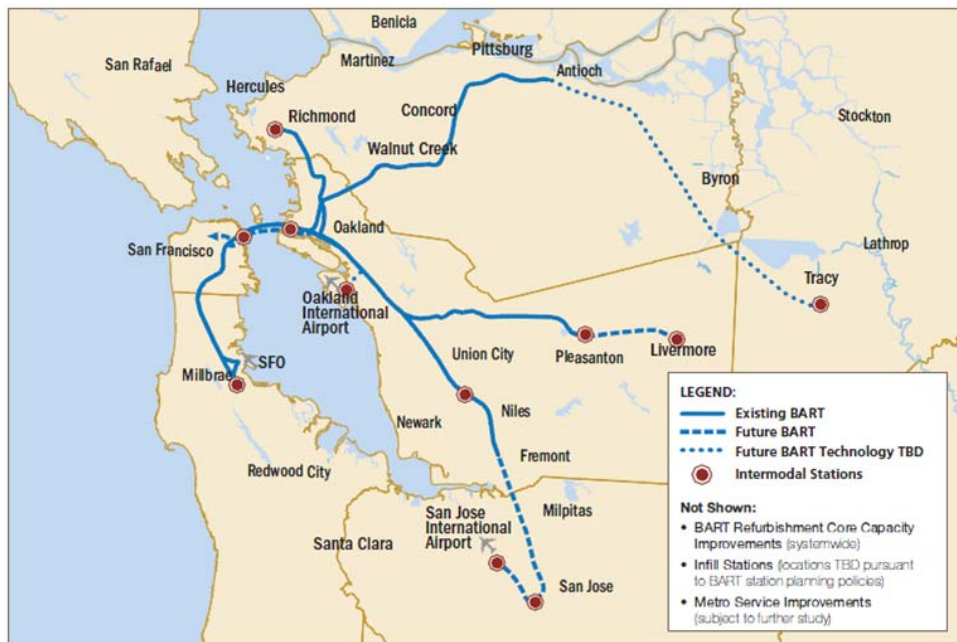 Benicia
Pittsburg
Martinez
San Rafael
Antioch
Hercules
Concord
Richmond
Stockton
Walnut Creek
Byron
Oakland
San Francisco
Lathrop
Tracy
Oakland
International
Airport
Union City
Pleasanton
Livermore
SFO
Millbrae
Newark
Niles
Redwood City
Fremont
San Jose
International
Airport
Milpitas
Santa Clara
San Jose
LEGEND:
Existing BART
Future BART
Future BART Technology TBD
Intermodal Stations
Not Shown:
• BART Refurbishment Core Capacity
Improvements (systemwide)
• Infill Stations (locations TBD pursuant
to BART station planning policies)
• Metro Service Improvements
(subject to further study)